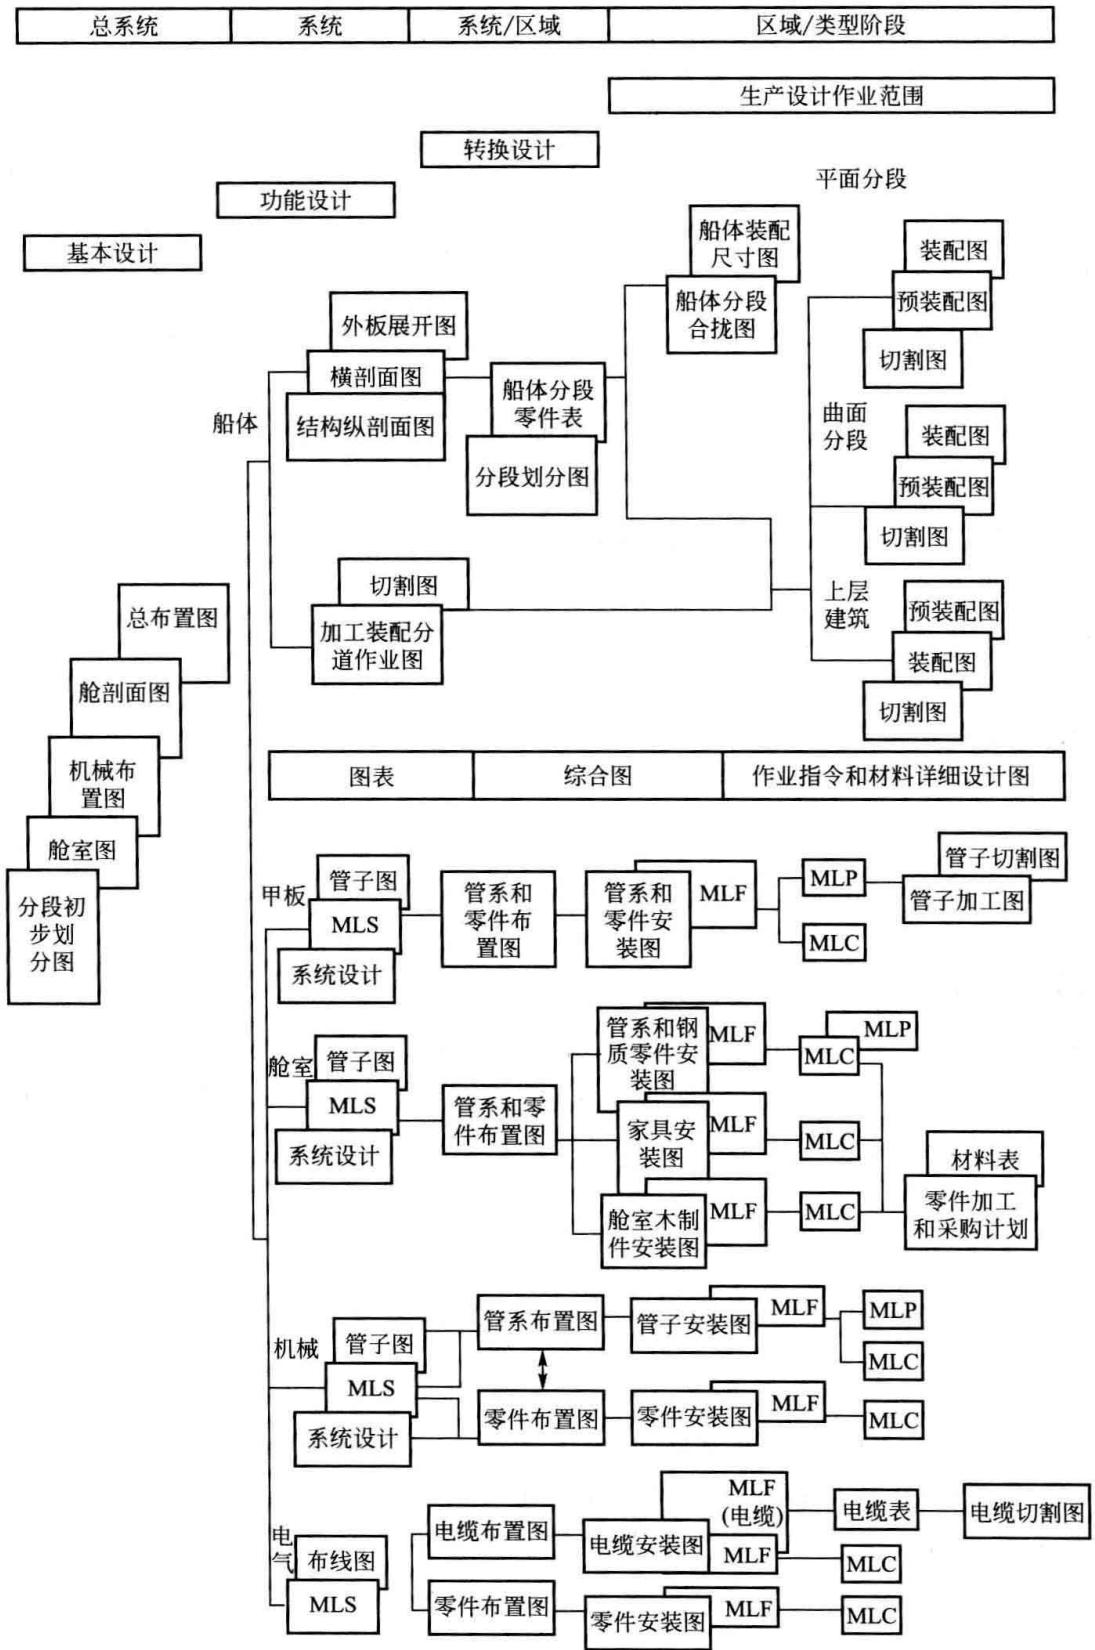 总系统
系统
系统/区域
区域/类型阶段
生产设计作业范围
转换设计
功能设计
基本设计
平面分段
船体装配
尺寸图
船体分段
合拢图
装配图
预装配图
切割图
外板展开图
横剖面图
结构纵剖面图
船体
船体分段
零件表
分段划分图
曲面
分段
装配图
预装配图
切割图
切割图
加工装配分
道作业图
上层
建筑
预装配图
装配图
切割图
总布置图
舱剖面图
机械布
置图
舱室图
分段初
步划
分图
图表
综合图
作业指令和材料详细设计图
甲板
管子图
MLS
系统设计
管系和
零件布
置图
管系和
零件安
装图
MLF
MLP
MLC
管子切割图
管子加工图
舱室
管子图
MLS
系统设计
管系和零
件布置图
管系和钢
质零件安
装图
MLF
MLP
MLC
家具安
装图
MLF
MLC
舱室木制
件安装图
MLF
MLC
材料表
零件加工
和采购计划
机械
管子图
MLS
系统设计
管系布置图
管子安装图
MLF
MLP
MLC
零件布置图
零件安装图
MLF
MLC
电
气
布线图
MLS
电缆布置图
电缆安装图
MLF
(电缆)
电缆表
电缆切割图
MLF
MLC
零件布置图
零件安装图
MLF
MLC